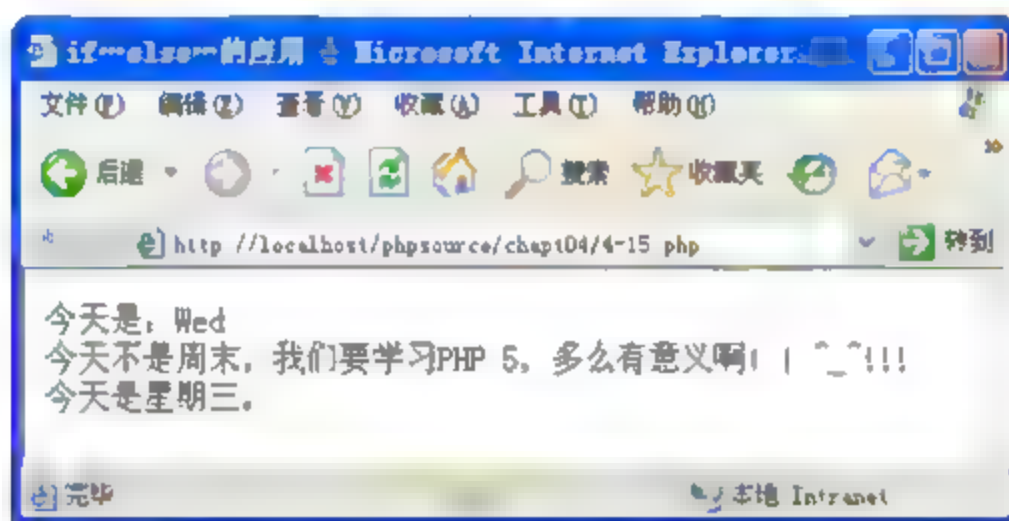 if…else…的应用 - Microsoft Internet Explorer
文件(F) 编辑(E) 查看(V) 收藏(A) 工具(T) 帮助(H)
后退 搜索 收藏夹
http //localhost/phpsource/chapt04/4-15 php 转到
今天是：Wed
今天不是周末，我们要学习PHP 5，多么有意义啊！| ^_^!!!
今天是星期三。
完毕 本地 Intranet